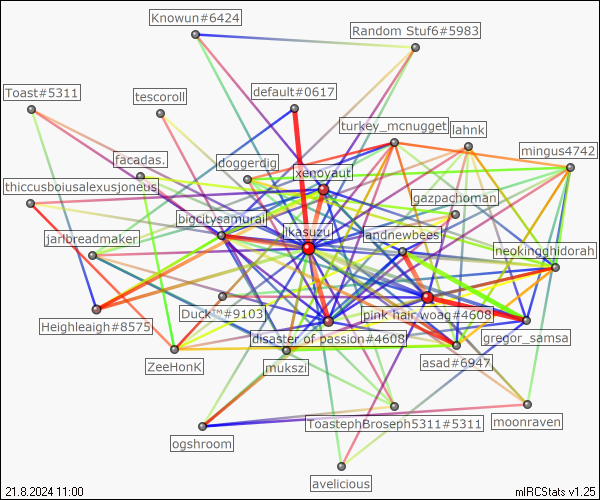 Knowun#6424
Random Stuf6#5983
Toast#5311
tescoroll
default#0617
turkey_mcnugget
lahnk
mingus4742
facadas.
doggerdig
xenoyaut
thiccusboiusalexusjoneus
gazpachoman
bigcitysamurai
jarlbreadmaker
ikasuzu
andnewbees
neokingghidorah
Heighleaigh#8575
Duck™#9103
pink hair woag#4608
disaster of passion#4608
gregor_samsa
ZeeHonK
mukszi
asad#6947
ToastephBroseph5311#5311
moonraven
ogshroom
avelicious
21.8.2024 11:00
mIRCStats v1.25